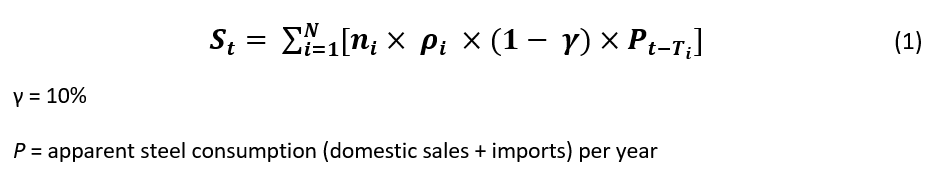 S_t = ∑_{i=1}^{N}[n_i × ρ_i × (1 − γ) × P_{t−T_i}] (1)
γ = 10%
P = apparent steel consumption (domestic sales + imports) per year